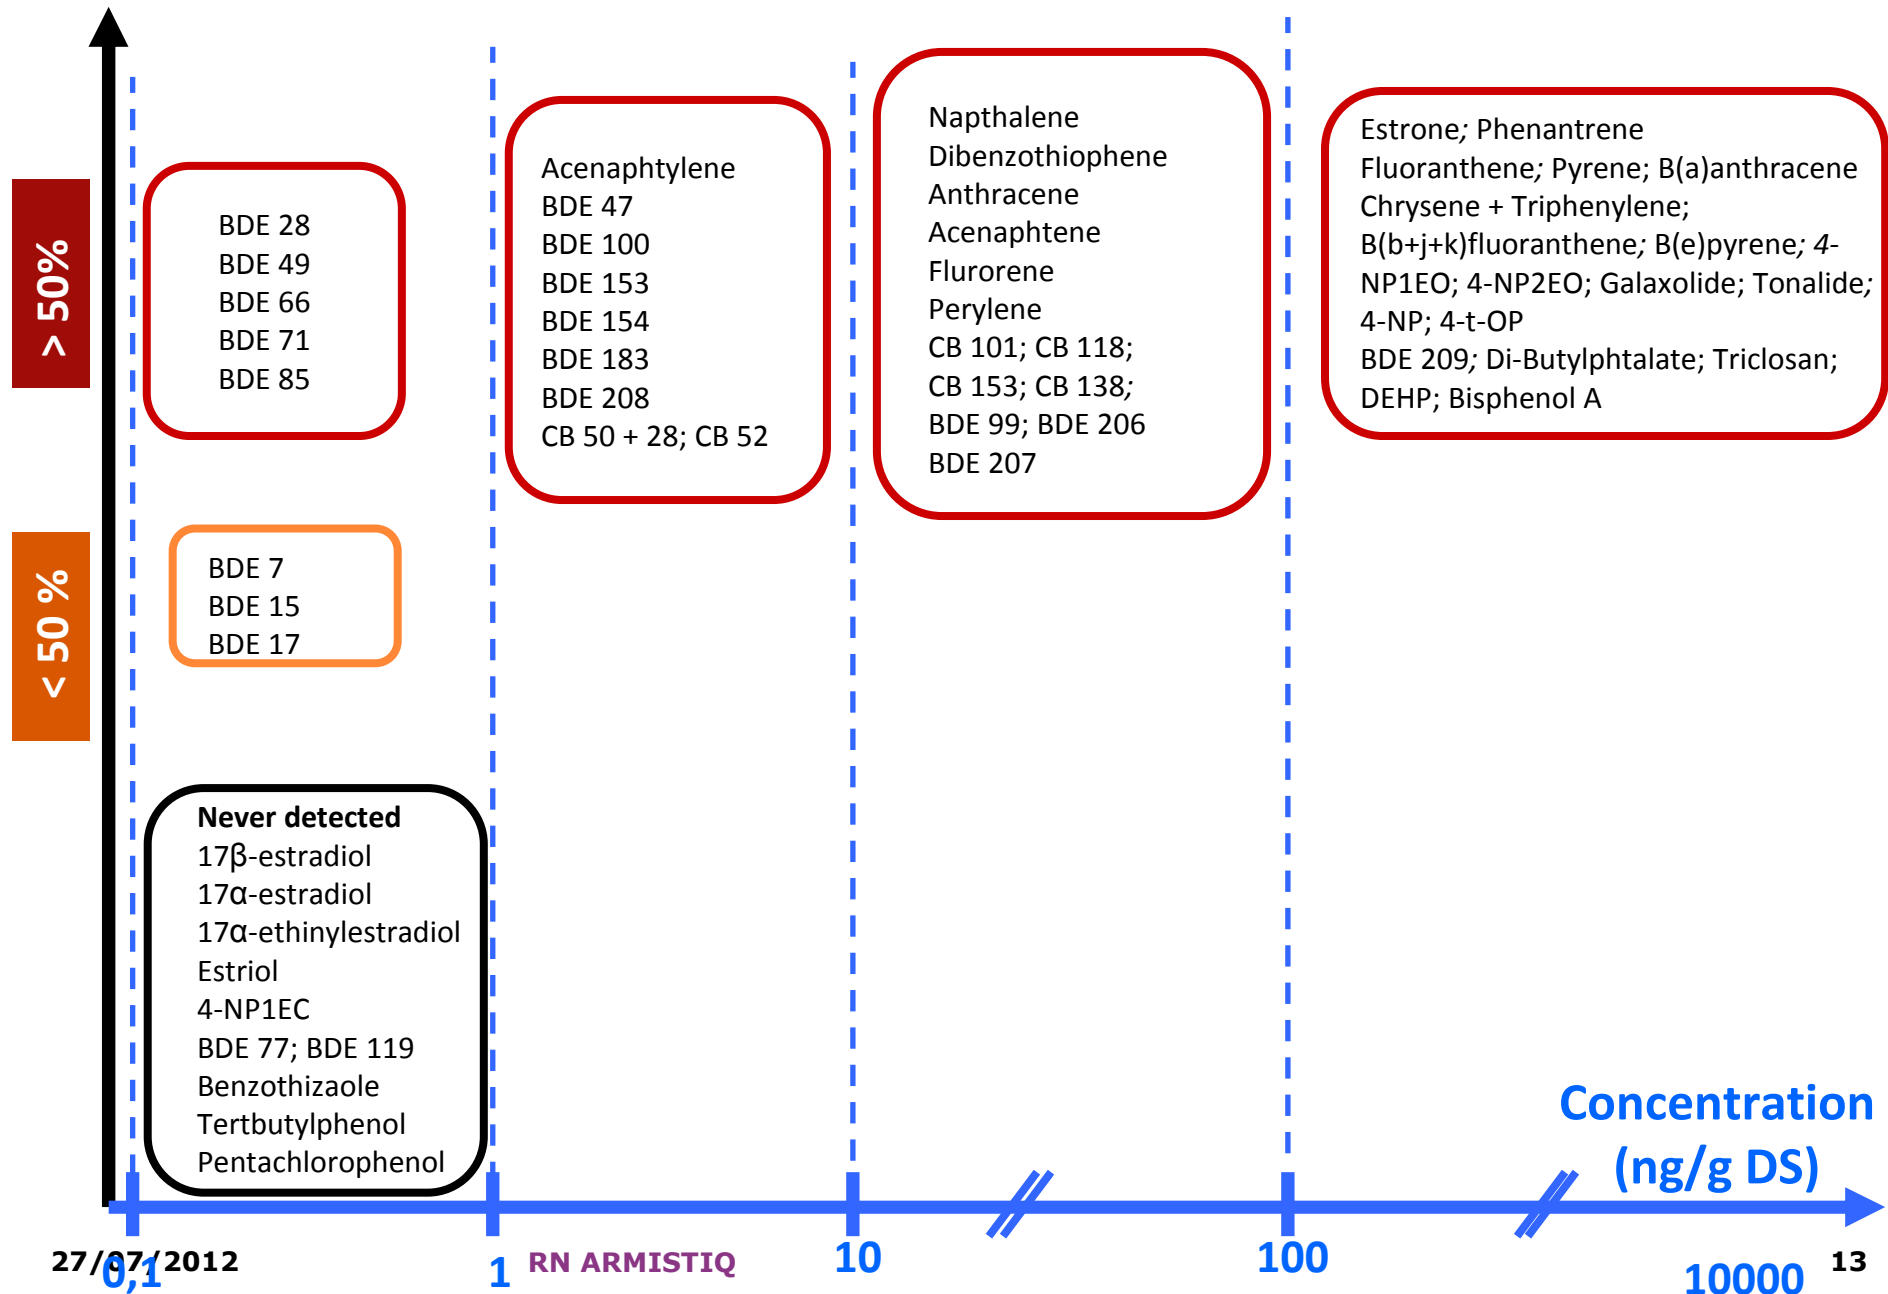 > 50%
< 50 %
BDE 28
BDE 49
BDE 66
BDE 71
BDE 85
Acenaphtylene
BDE 47
BDE 100
BDE 153
BDE 154
BDE 183
BDE 208
CB 50 + 28; CB 52
Napthalene
Dibenzothiophene
Anthracene
Acenaphtene
Flurorene
Perylene
CB 101; CB 118;
CB 153; CB 138;
BDE 99; BDE 206
BDE 207
Estrone; Phenantrene
Fluoranthene; Pyrene; B(a)anthracene
Chrysene + Triphenylene;
B(b+j+k)fluoranthene; B(e)pyrene; 4-
NP1EO; 4-NP2EO; Galaxolide; Tonalide;
4-NP; 4-t-OP
BDE 209; Di-Butylphtalate; Triclosan;
DEHP; Bisphenol A
BDE 7
BDE 15
BDE 17
Never detected
17β-estradiol
17α-estradiol
17α-ethinylestradiol
Estriol
4-NP1EC
BDE 77; BDE 119
Benzothizaole
Tertbutylphenol
Pentachlorophenol
Concentration
(ng/g DS)
0,1
1
10
100
10000
27/07/2012
RN ARMISTIQ
13